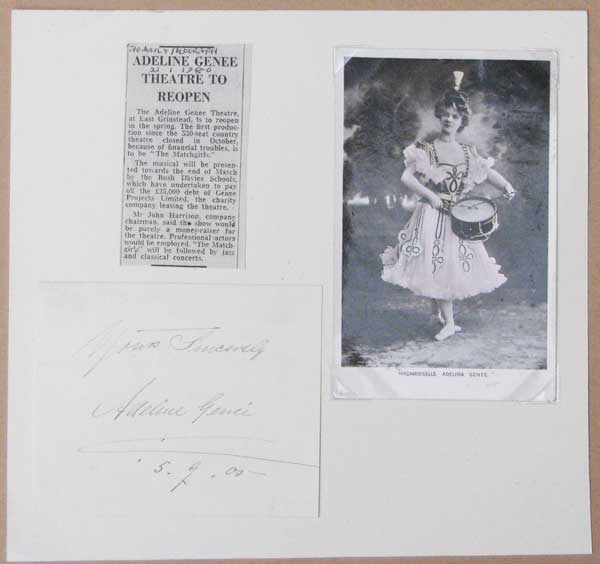 ADELINE GENEE
THEATRE TO
REOPEN
The Adeline Genee Theatre,
at East Grinstead, is to reopen
in the spring. The first produc-
tion since the 330-seat country
theatre closed in October,
because of financial troubles, is
to be "The Matchgirls."
The musical will be presen-
ted towards the end of March
by the Bush Davies Schools,
which have undertaken to pay
off the £25,000 debt of Genee
Projects Limited, the charity
company leasing the theatre.
Mr John Harrison, company
chairman, said the show would
be purely a money-raiser for
the theatre. Professional actors
would be employed. "The Match-
girls" will be followed by jazz
and classical concerts.
MADAMOISELLE ADELINA GENEE.
Yours Sincerely
Adeline Genée
5. 9. 00